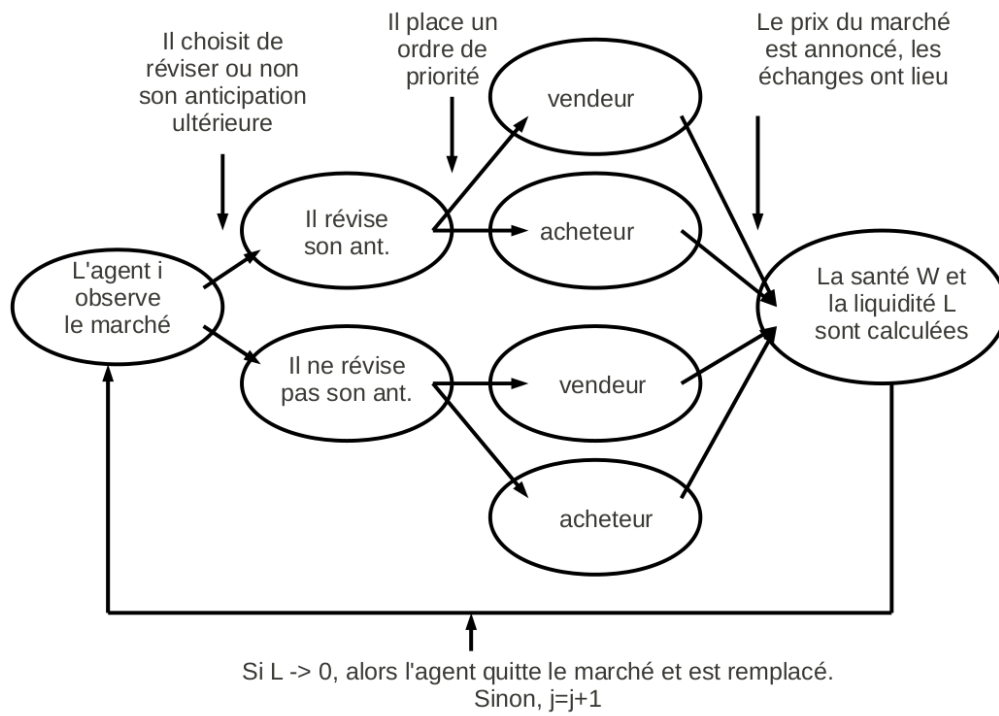 Il choisit de
réviser ou non
son anticipation
ultérieure
Il place un
ordre de
priorité
Le prix du marché
est annoncé, les
échanges ont lieu
vendeur
Il révise
son ant.
acheteur
L'agent i
observe
le marché
La santé W et
la liquidité L
sont calculées
Il ne révise
pas son ant.
vendeur
acheteur
Si L -> 0, alors l'agent quitte le marché et est remplacé.
Sinon, j=j+1